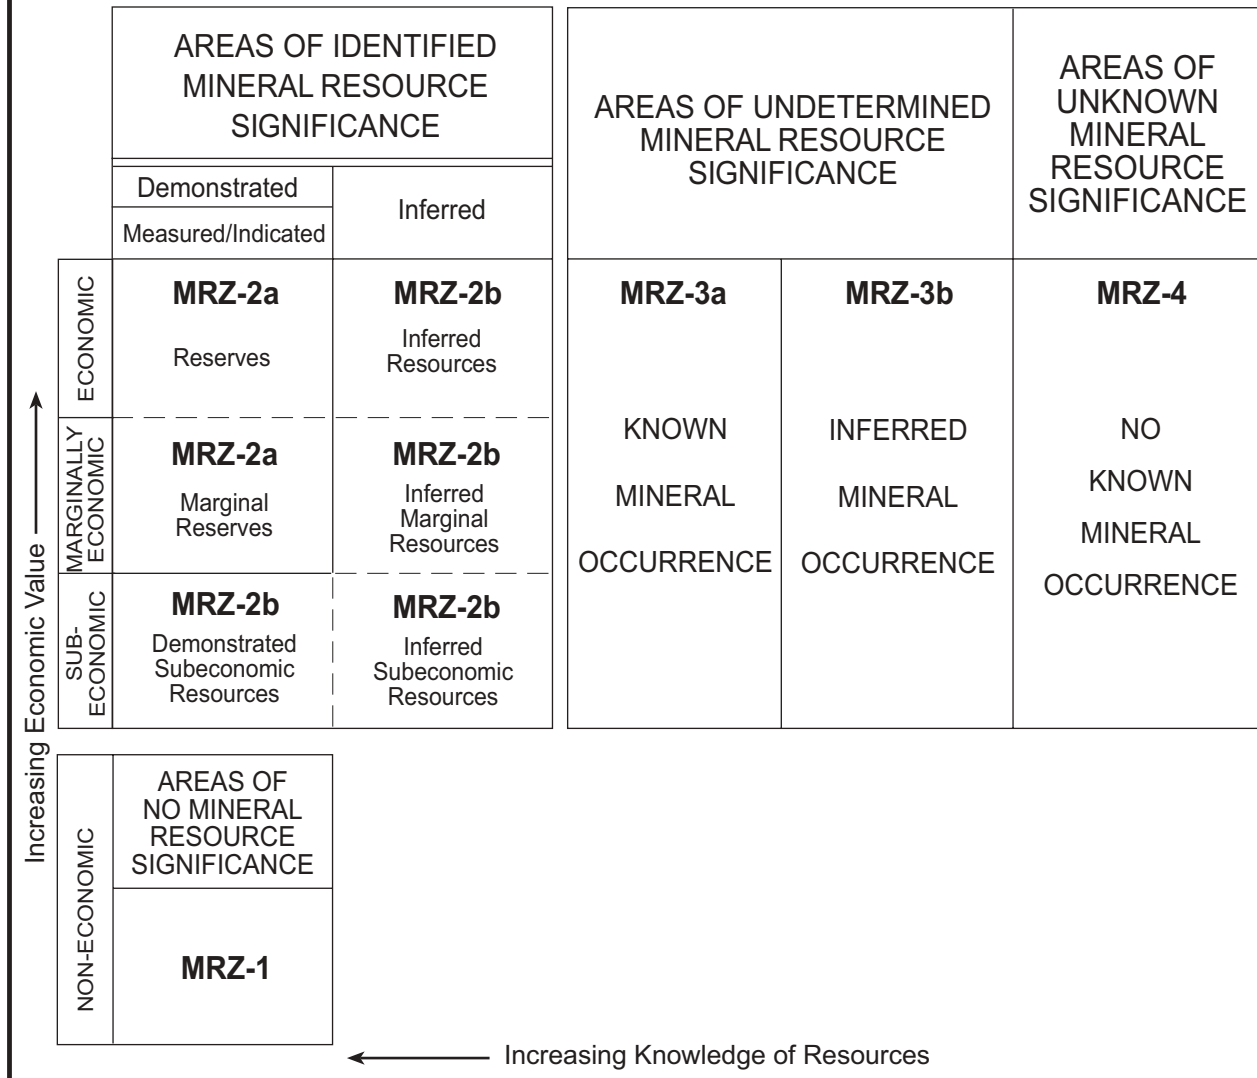 AREAS OF IDENTIFIED
MINERAL RESOURCE
SIGNIFICANCE
AREAS OF UNDETERMINED
MINERAL RESOURCE
SIGNIFICANCE
AREAS OF
UNKNOWN
MINERAL
RESOURCE
SIGNIFICANCE
Demonstrated
Measured/Indicated
Inferred
ECONOMIC
MRZ-2a
Reserves
MRZ-2b
Inferred
Resources
MRZ-3a
KNOWN
MINERAL
OCCURRENCE
MRZ-3b
INFERRED
MINERAL
OCCURRENCE
MRZ-4
NO
KNOWN
MINERAL
OCCURRENCE
MARGINALLY
ECONOMIC
MRZ-2a
Marginal
Reserves
MRZ-2b
Inferred
Marginal
Resources
SUB-
ECONOMIC
MRZ-2b
Demonstrated
Subeconomic
Resources
MRZ-2b
Inferred
Subeconomic
Resources
Increasing Economic Value
NON-ECONOMIC
AREAS OF
NO MINERAL
RESOURCE
SIGNIFICANCE
MRZ-1
Increasing Knowledge of Resources